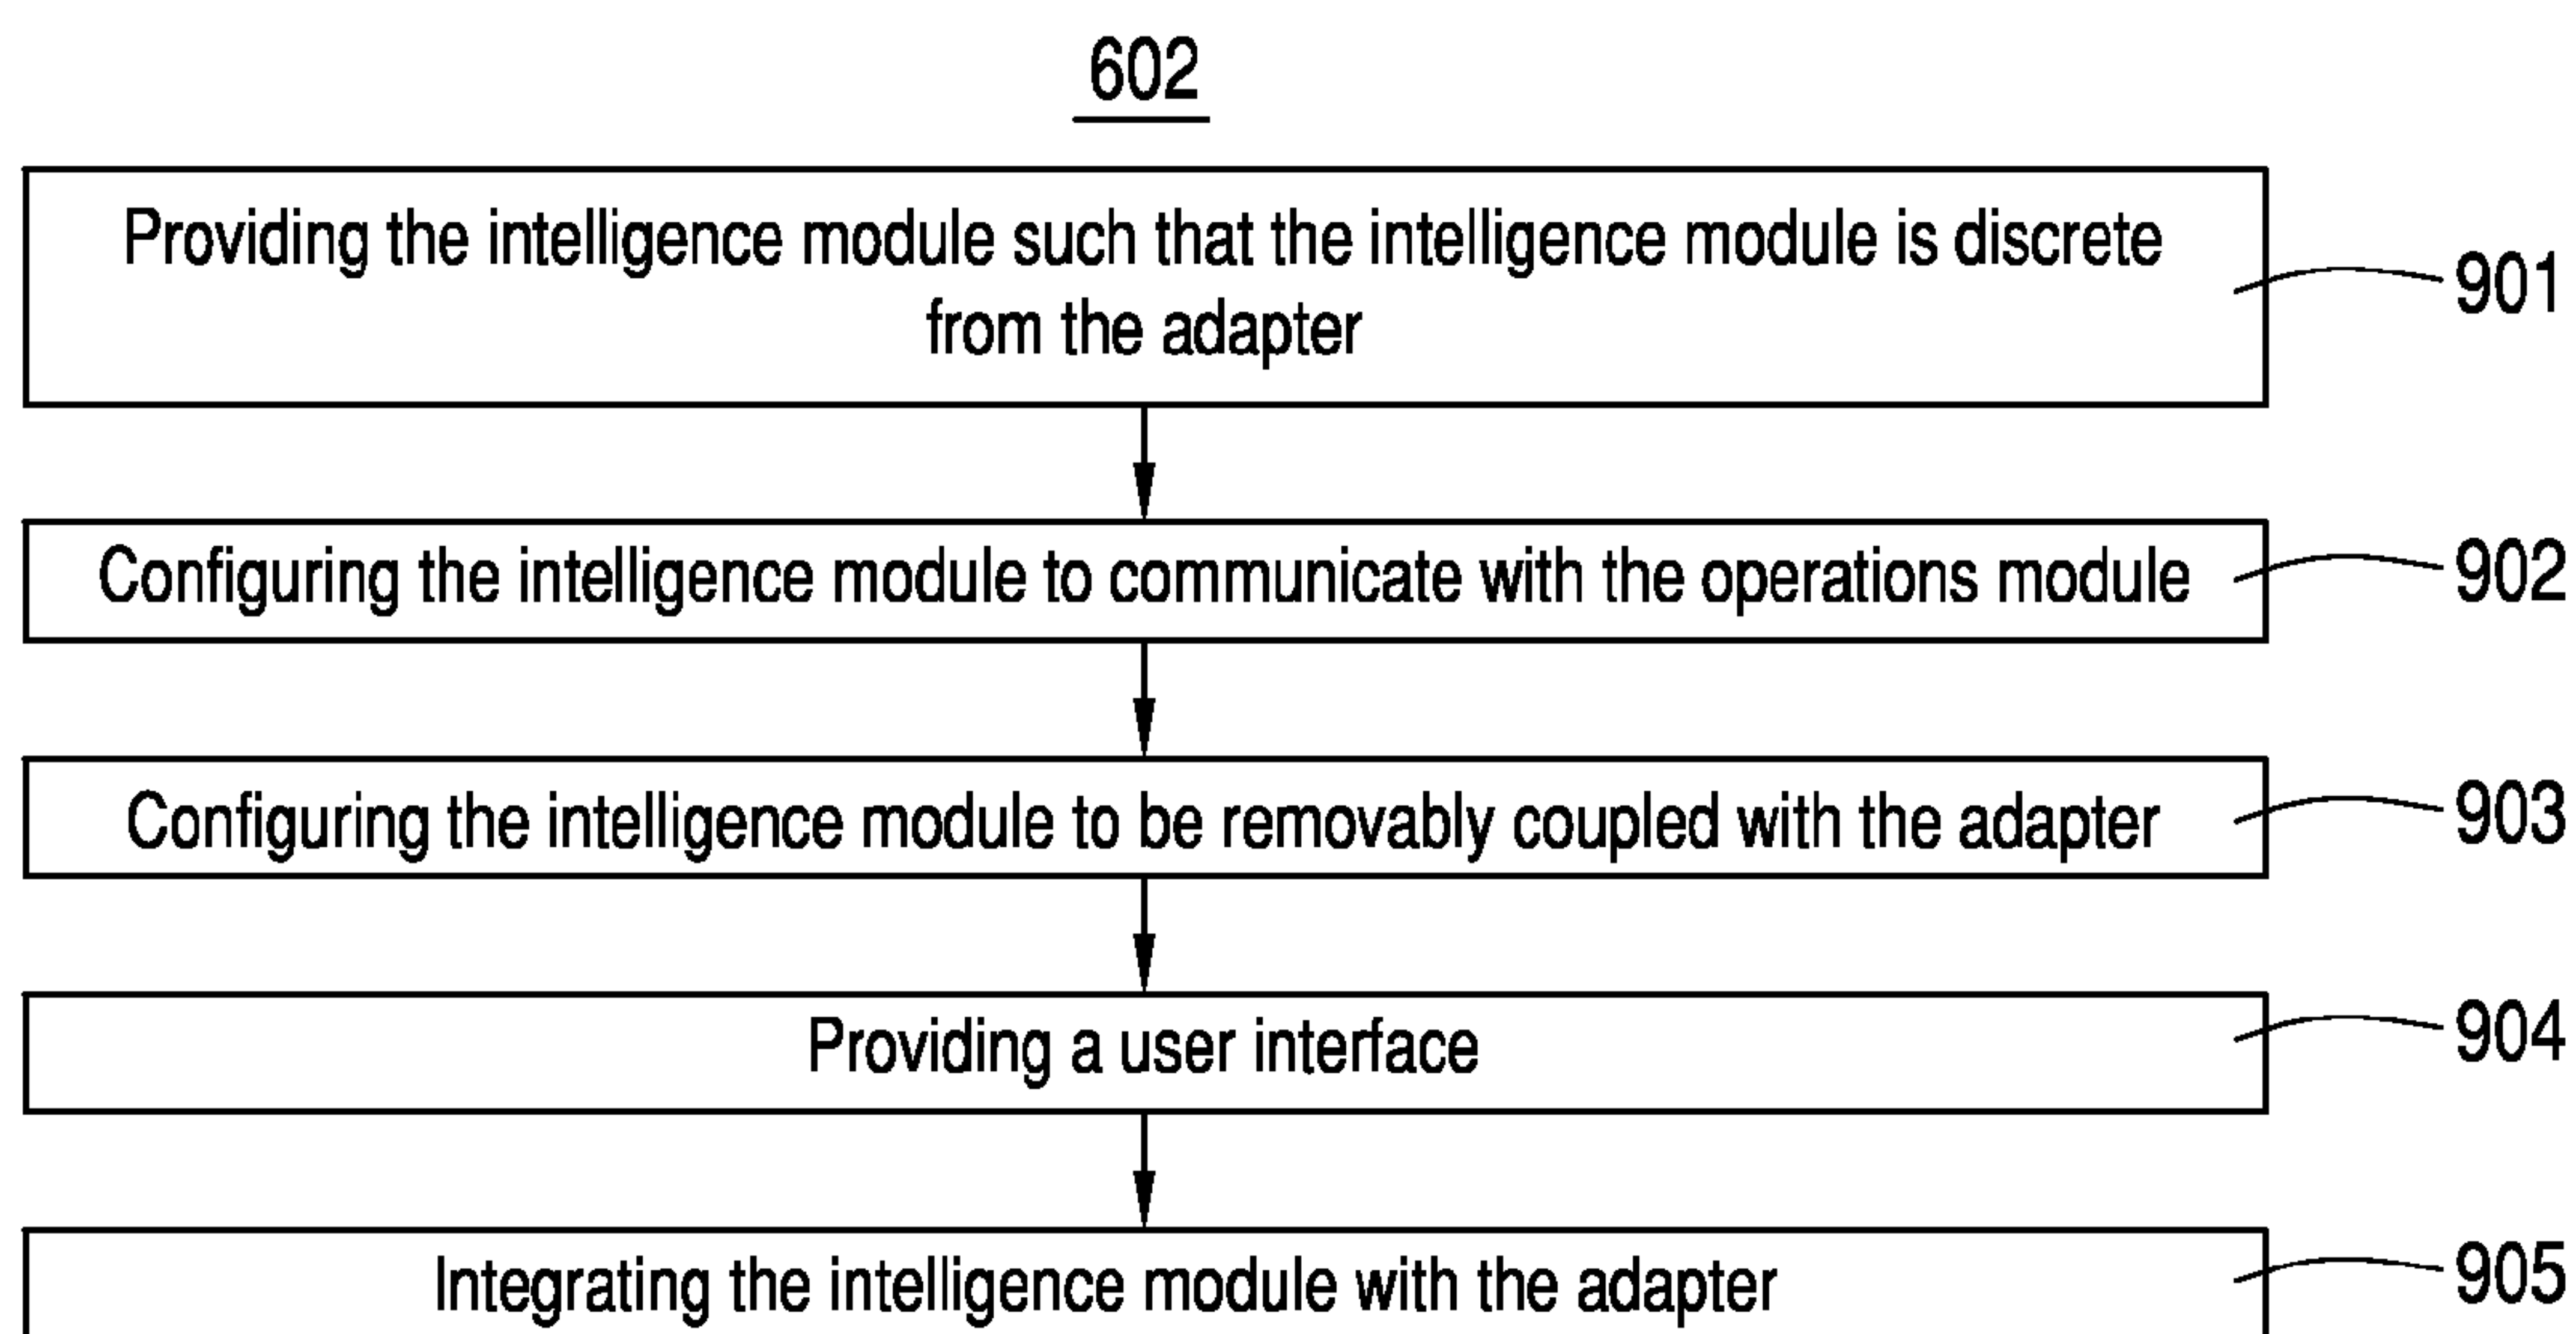 602
Providing the intelligence module such that the intelligence module is discrete
from the adapter
901
Configuring the intelligence module to communicate with the operations module
902
Configuring the intelligence module to be removably coupled with the adapter
903
Providing a user interface
904
Integrating the intelligence module with the adapter
905